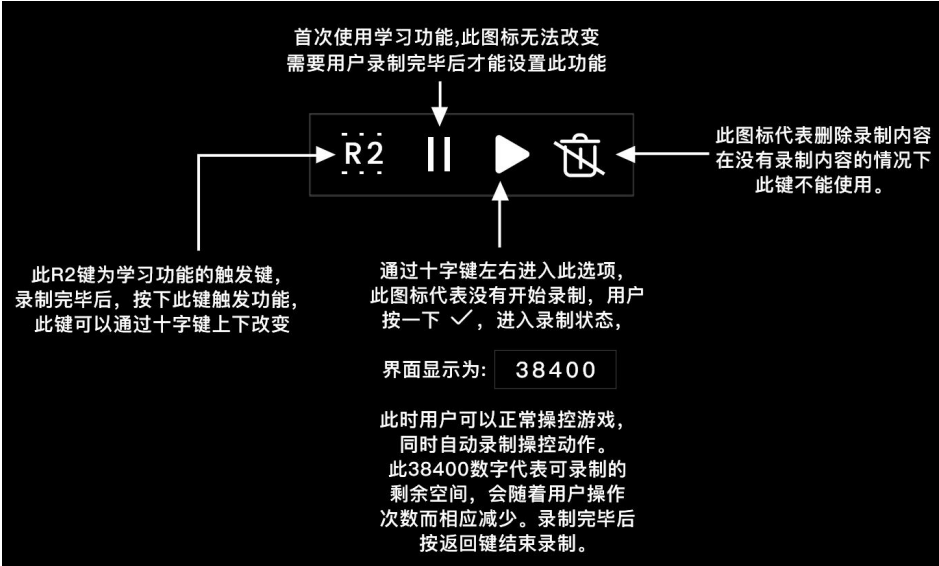 首次使用学习功能,此图标无法改变
需要用户录制完毕后才能设置此功能
R2
此图标代表删除录制内容
在没有录制内容的情况下
此键不能使用。
此R2键为学习功能的触发键，
录制完毕后，按下此键触发功能，
此键可以通过十字键上下改变
通过十字键左右进入此选项，
此图标代表没有开始录制，用户
按一下 ✓，进入录制状态，
界面显示为: 38400
此时用户可以正常操控游戏，
同时自动录制操控动作。
此38400数字代表可录制的
剩余空间，会随着用户操作
次数而相应减少。录制完毕后
按返回键结束录制。